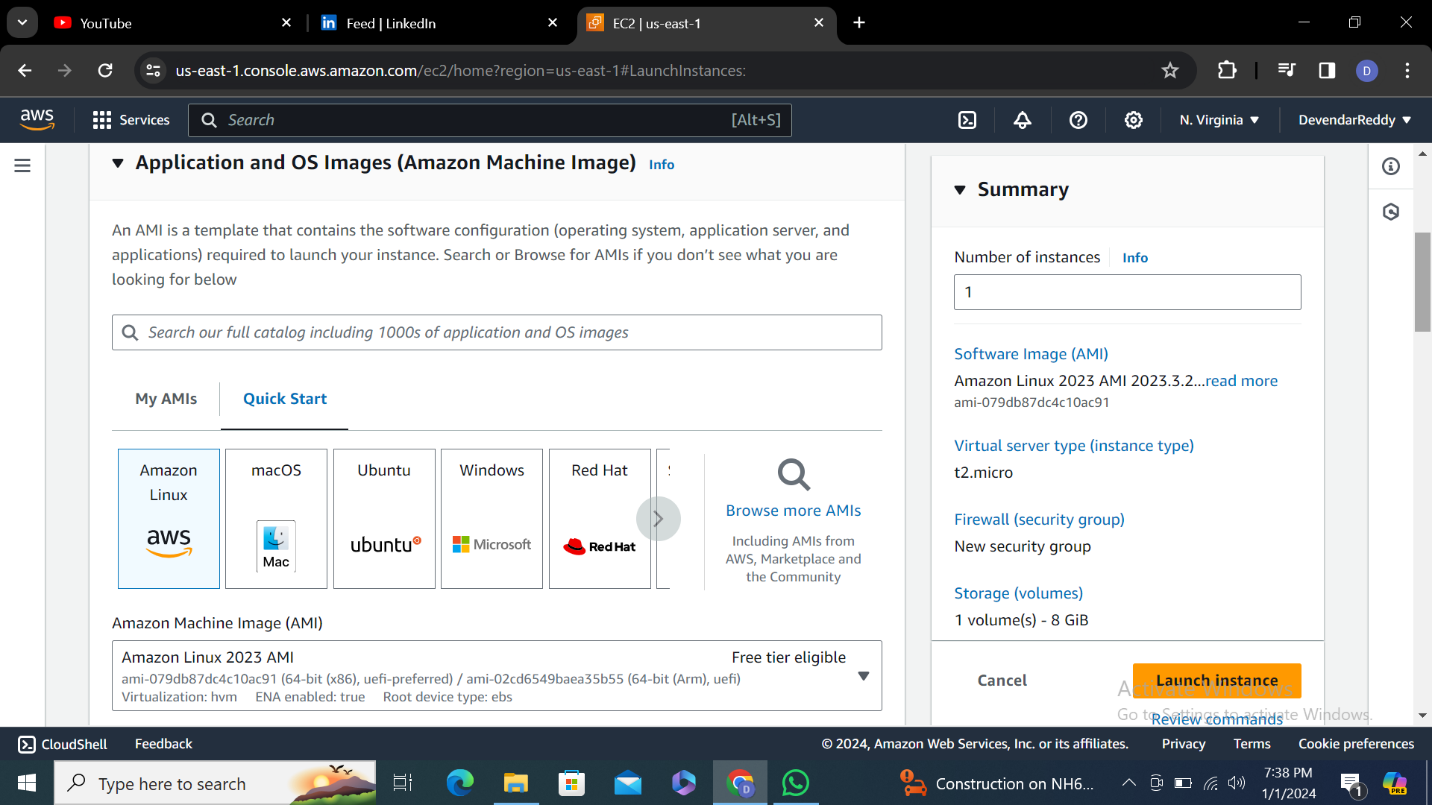 YouTube
Feed | LinkedIn
EC2 | us-east-1
us-east-1.console.aws.amazon.com/ec2/home?region=us-east-1#LaunchInstances:
D
aws
Services
Search
[Alt+S]
N. Virginia
DevendarReddy
Application and OS Images (Amazon Machine Image)
Info
An AMI is a template that contains the software configuration (operating system, application server, and
applications) required to launch your instance. Search or Browse for AMIs if you don't see what you are
looking for below
Search our full catalog including 1000s of application and OS images
My AMIs
Quick Start
Amazon
Linux
aws
macOS
Mac
Ubuntu
ubuntu
Windows
Microsoft
Red Hat
Red Hat
Browse more AMIs
Including AMIs from
AWS, Marketplace and
the Community
Amazon Machine Image (AMI)
Amazon Linux 2023 AMI
Free tier eligible
ami-079db87dc4c10ac91 (64-bit (x86), uefi-preferred) / ami-02cd6549baea35b55 (64-bit (Arm), uefi)
Virtualization: hvm ENA enabled: true Root device type: ebs
Summary
Number of instances
Info
1
Software Image (AMI)
Amazon Linux 2023 AMI 2023.3.2...read more
ami-079db87dc4c10ac91
Virtual server type (instance type)
t2.micro
Firewall (security group)
New security group
Storage (volumes)
1 volume(s) - 8 GiB
Cancel
Launch instance
Review commands
Activate Windows
Go to Settings to activate Windows.
CloudShell
Feedback
© 2024, Amazon Web Services, Inc. or its affiliates.
Privacy
Terms
Cookie preferences
Type here to search
D
Construction on NH6...
7:38 PM
1/1/2024
1
PRE